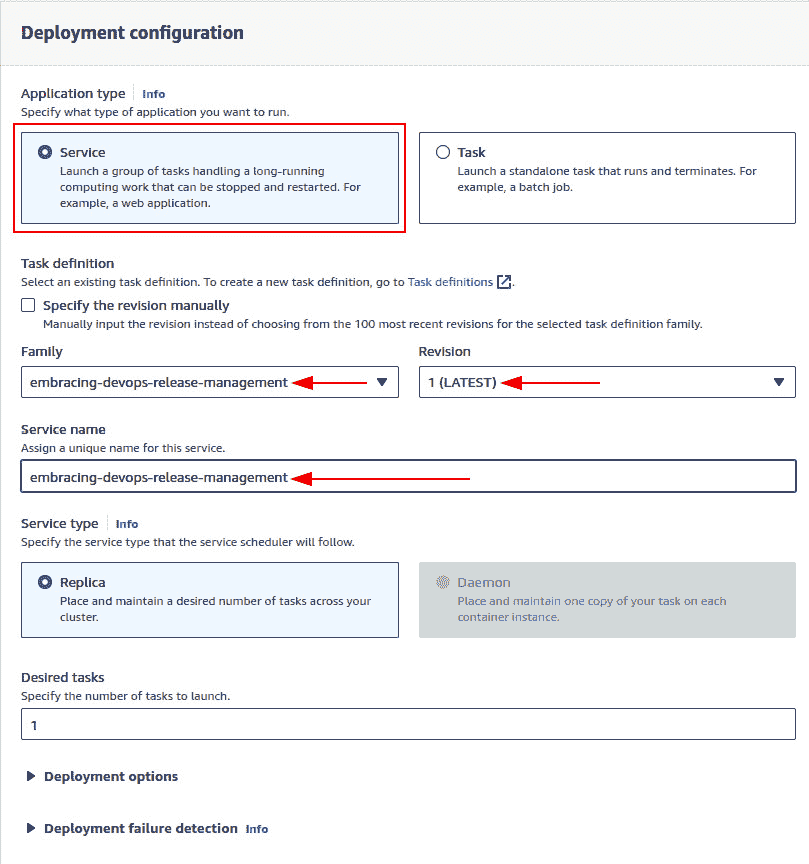 Deployment configuration
Application type Info
Specify what type of application you want to run.
Service
Launch a group of tasks handling a long-running
computing work that can be stopped and restarted. For
example, a web application.
Task
Launch a standalone task that runs and terminates. For
example, a batch job.
Task definition
Select an existing task definition. To create a new task definition, go to Task definitions.
Specify the revision manually
Manually input the revision instead of choosing from the 100 most recent revisions for the selected task definition family.
Family
embracing-devops-release-management
Revision
1 (LATEST)
Service name
Assign a unique name for this service.
embracing-devops-release-management
Service type Info
Specify the service type that the service scheduler will follow.
Replica
Place and maintain a desired number of tasks across your
cluster.
Daemon
Place and maintain one copy of your task on each
container instance.
Desired tasks
Specify the number of tasks to launch.
1
Deployment options
Deployment failure detection Info